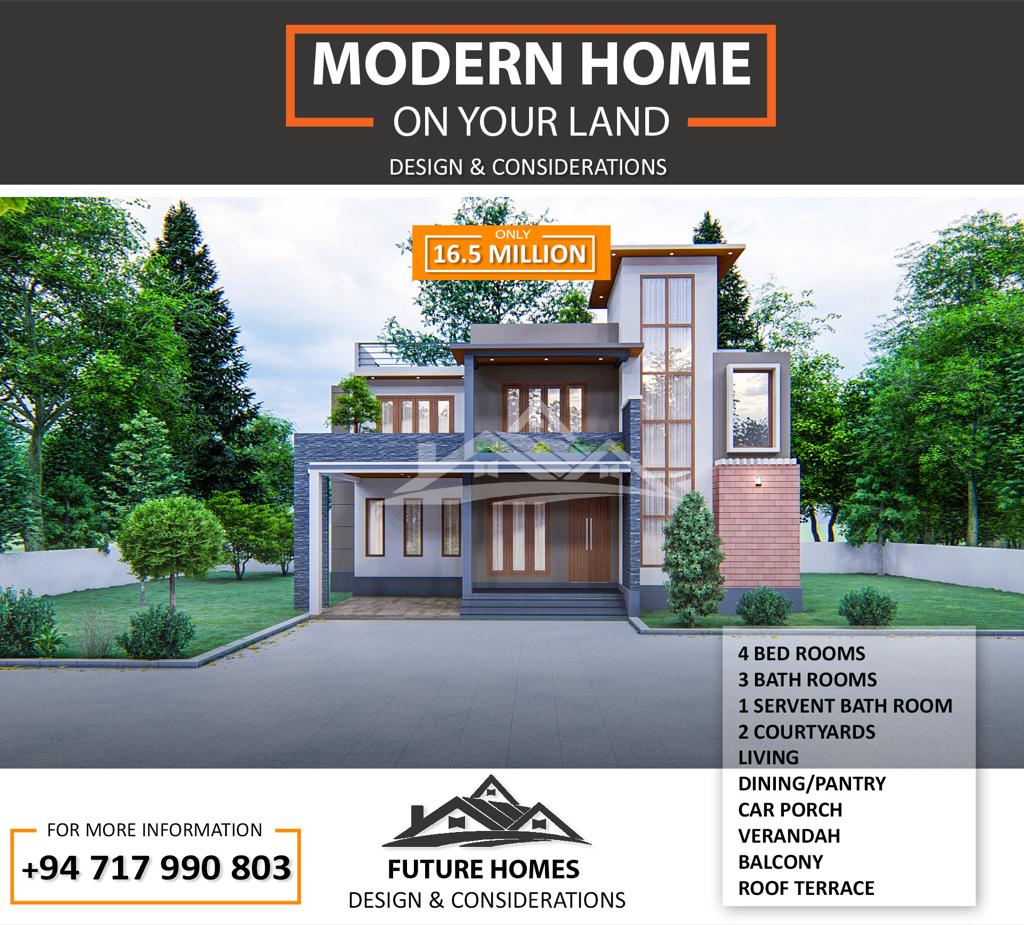 MODERN HOME
ON YOUR LAND
DESIGN & CONSIDERATIONS
ONLY
16.5 MILLION
4 BED ROOMS
3 BATH ROOMS
1 SERVENT BATH ROOM
2 COURTYARDS
LIVING
DINING/PANTRY
CAR PORCH
VERANDAH
BALCONY
ROOF TERRACE
FOR MORE INFORMATION
+94 717 990 803
FUTURE HOMES
DESIGN & CONSIDERATIONS